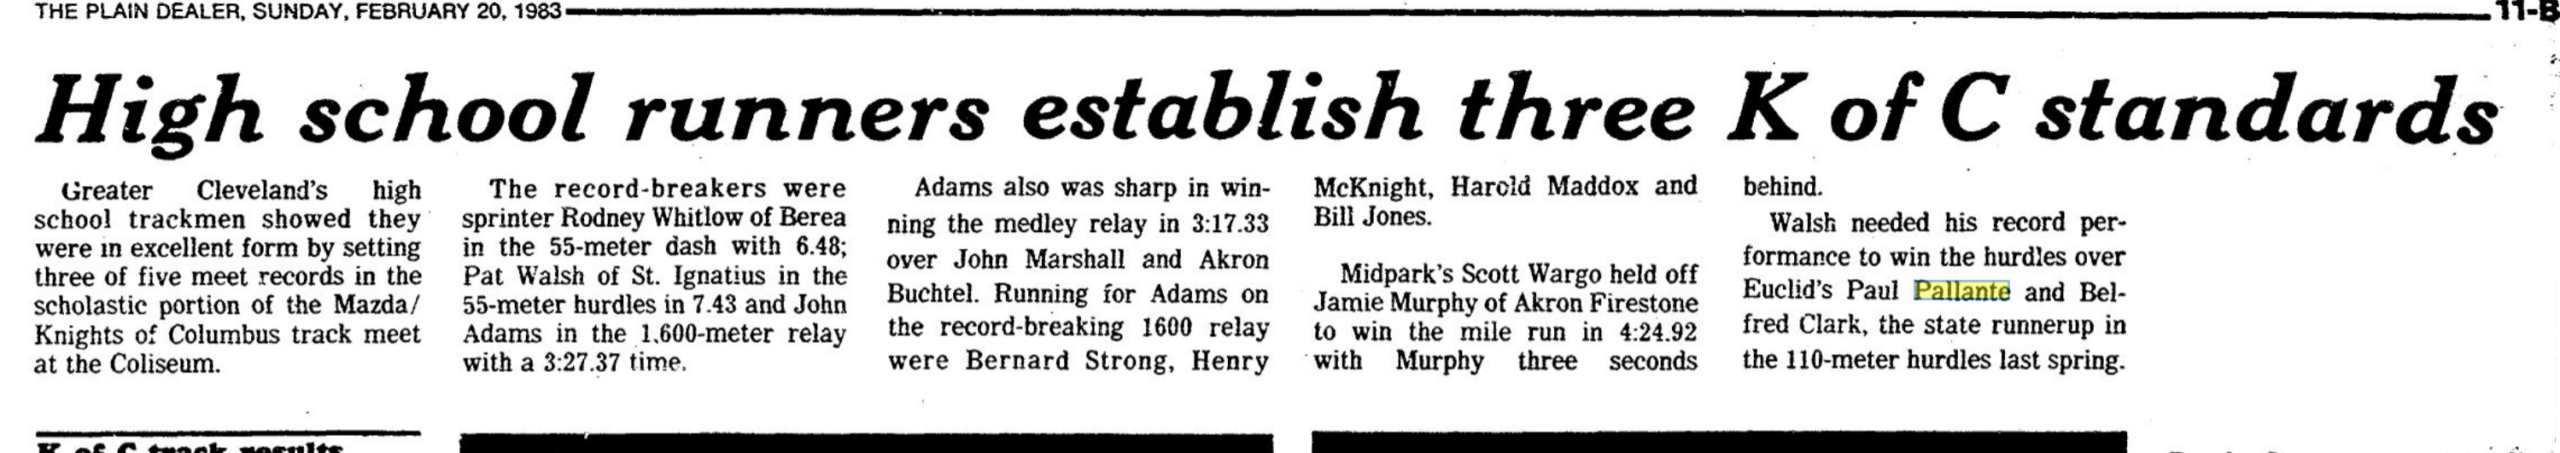 THE PLAIN DEALER, SUNDAY, FEBRUARY 20, 1983
11-B
High school runners establish three K of C standards
Greater Cleveland's high
school trackmen showed they
were in excellent form by setting
three of five meet records in the
scholastic portion of the Mazda/
Knights of Columbus track meet
at the Coliseum.
The record-breakers were
sprinter Rodney Whitlow of Berea
in the 55-meter dash with 6.48;
Pat Walsh of St. Ignatius in the
55-meter hurdles in 7.43 and John
Adams in the 1,600-meter relay
with a 3:27.37 time.
Adams also was sharp in win-
ning the medley relay in 3:17.33
over John Marshall and Akron
Buchtel. Running for Adams on
the record-breaking 1600 relay
were Bernard Strong, Henry
McKnight, Harold Maddox and
Bill Jones.
Midpark's Scott Wargo held off
Jamie Murphy of Akron Firestone
to win the mile run in 4:24.92
with Murphy three seconds
behind.
Walsh needed his record per-
formance to win the hurdles over
Euclid's Paul Pallante and Bel-
fred Clark, the state runnerup in
the 110-meter hurdles last spring.
K of C track results